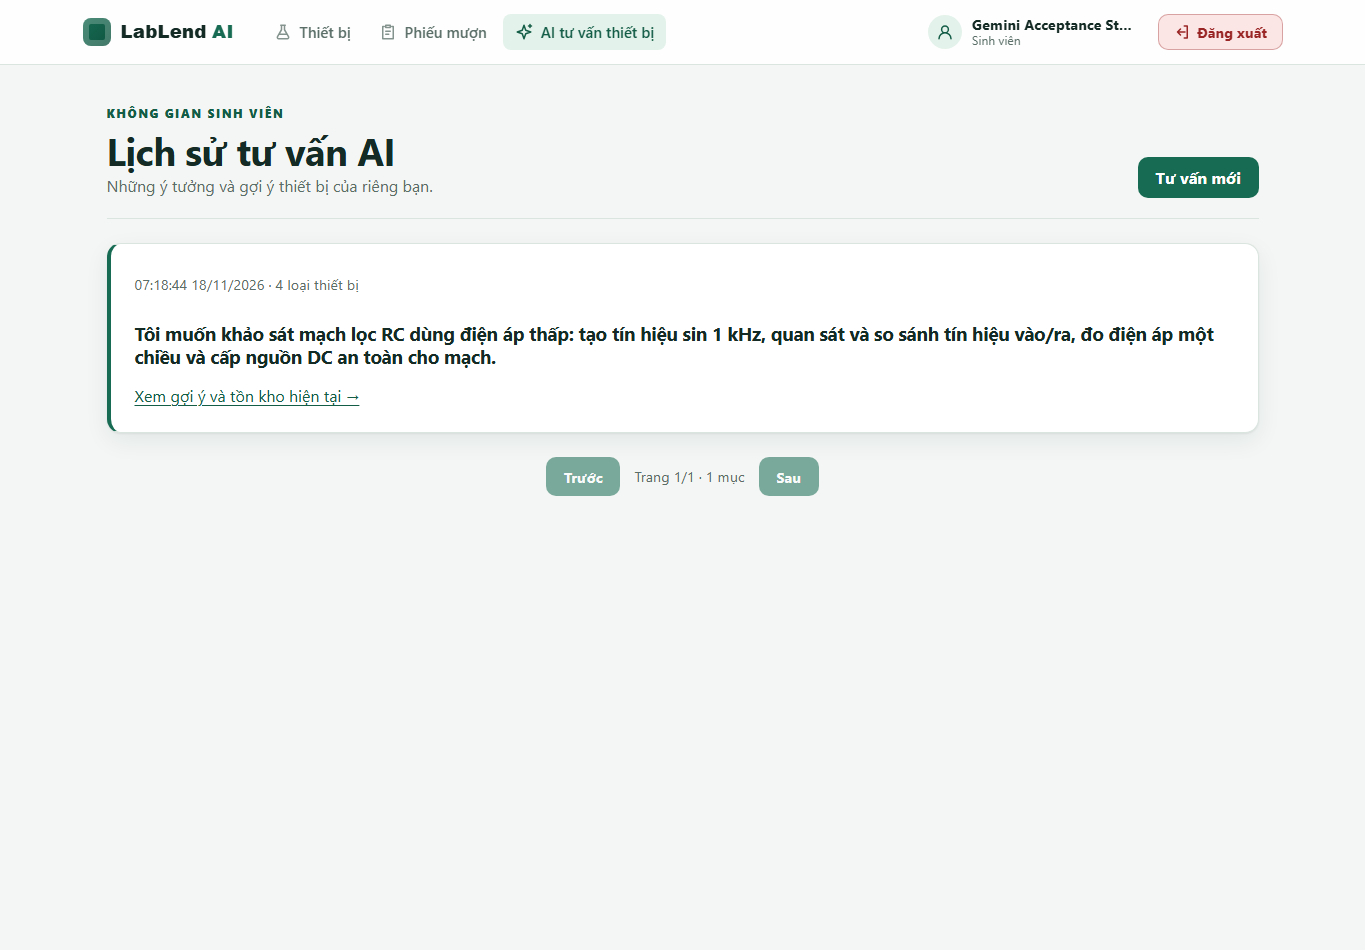 LabLend AI
Thiết bị
Phiếu mượn
AI tư vấn thiết bị
Gemini Acceptance St...
Sinh viên
Đăng xuất
KHÔNG GIAN SINH VIÊN
Lịch sử tư vấn AI
Những ý tưởng và gợi ý thiết bị của riêng bạn.
Tư vấn mới
07:18:44 18/11/2026 · 4 loại thiết bị
Tôi muốn khảo sát mạch lọc RC dùng điện áp thấp: tạo tín hiệu sin 1 kHz, quan sát và so sánh tín hiệu vào/ra, đo điện áp một
chiều và cấp nguồn DC an toàn cho mạch.
Xem gợi ý và tồn kho hiện tại →
Trước
Trang 1/1 · 1 mục
Sau